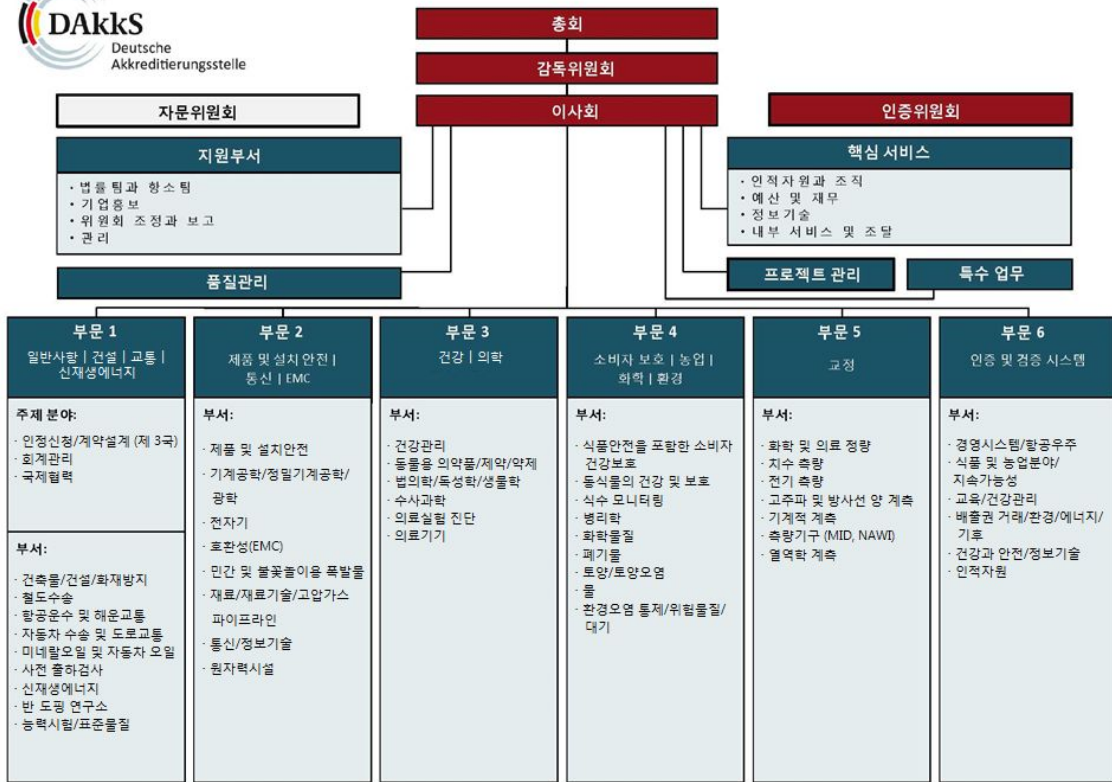 DAkkS
Deutsche
Akkreditierungsstelle
총회
감독위원회
이사회
자문위원회
인증위원회
지원부서
· 법률팀과 항소팀
· 기업홍보
· 위원회 조정과 보고
· 관리
핵심 서비스
· 인적자원과 조직
· 예산 및 재무
· 정보기술
· 내부 서비스 및 조달
품질관리
프로젝트 관리
특수 업무
부문 1
일반사항 | 건설 | 교통 |
신재생에너지
주제 분야:
· 인정신청/계약설계 (제 3국)
· 회계관리
· 국제협력
부서:
· 건축물/건설/화재방지
· 철도수송
· 항공운수 및 해운교통
· 자동차 수송 및 도로교통
· 미네랄오일 및 자동차 오일
· 사전 출하검사
· 신재생에너지
· 반 도핑 연구소
· 능력시험/표준물질
부문 2
제품 및 설치 안전 |
통신 | EMC
부서:
· 제품 및 설치안전
· 기계공학/정밀기계공학/
광학
· 전자기
· 호환성(EMC)
· 민간 및 불꽃놀이용 폭발물
· 재료/재료기술/고압가스
파이프라인
· 통신/정보기술
· 원자력시설
부문 3
건강 | 의학
부서:
· 건강관리
· 동물용 의약품/제약/약제
· 법의학/독성학/생물학
· 수사과학
· 의료실험 진단
· 의료기기
부문 4
소비자 보호 | 농업 |
화학 | 환경
부서:
· 식품안전을 포함한 소비자
건강보호
· 동식물의 건강 및 보호
· 식수 모니터링
· 병리학
· 화학물질
· 폐기물
· 토양/토양오염
· 물
· 환경오염 통제/위험물질/
대기
부문 5
교정
부서:
· 화학 및 의료 정량
· 치수 측량
· 전기 측량
· 고주파 및 방사선 양 계측
· 기계적 계측
· 측량기구 (MID, NAWI)
· 열역학 계측
부문 6
인증 및 검증 시스템
부서:
· 경영시스템/항공우주
· 식품 및 농업분야/
지속가능성
· 교육/건강관리
· 배출권 거래/환경/에너지/
기후
· 건강과 안전/정보기술
· 인적자원